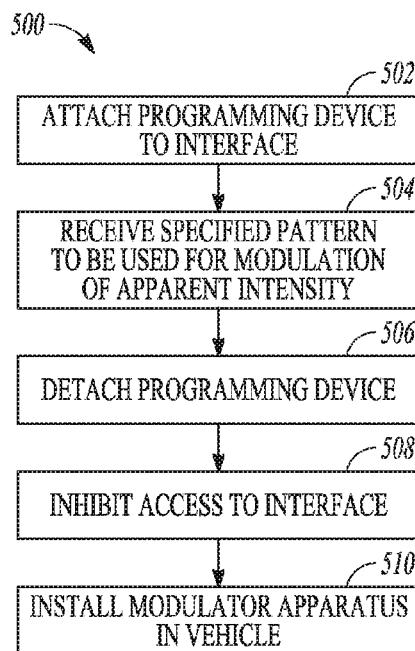 500
502
ATTACH PROGRAMMING DEVICE
TO INTERFACE
504
RECEIVE SPECIFIED PATTERN
TO BE USED FOR MODULATION
OF APPARENT INTENSITY
506
DETACH PROGRAMMING DEVICE
508
INHIBIT ACCESS TO INTERFACE
510
INSTALL MODULATOR APPARATUS
IN VEHICLE